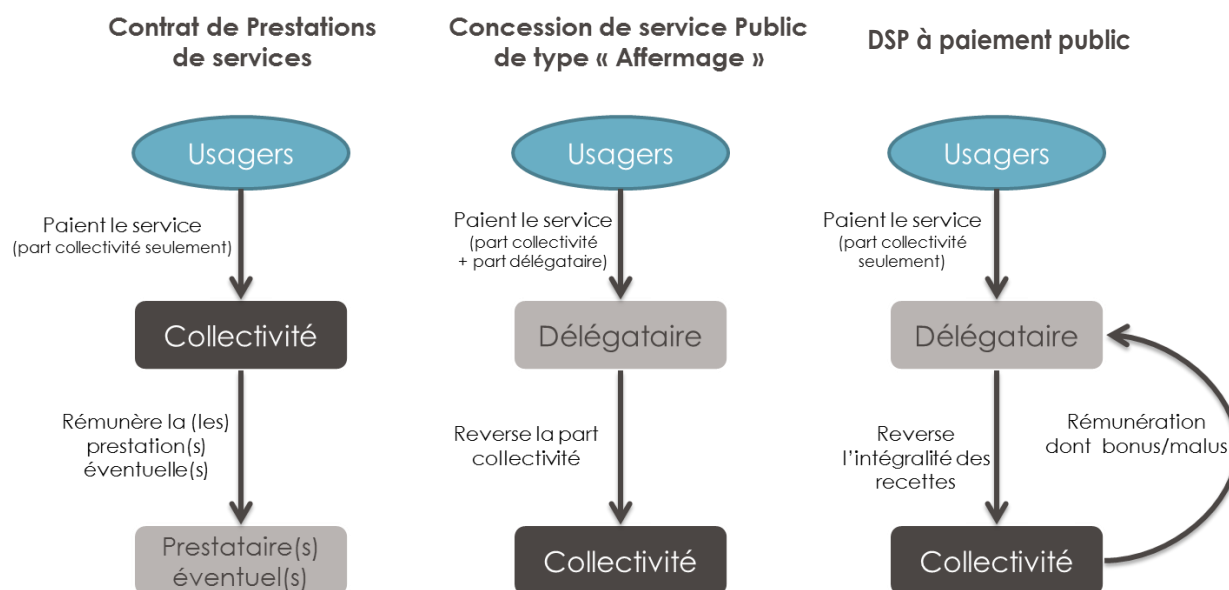 Contrat de Prestations
de services
Usagers
Paient le service
(part collectivité seulement)
Collectivité
Rémunère la (les)
prestation(s)
éventuelle(s)
Prestataire(s)
éventuel(s)
Concession de service Public
de type « Affermage »
Usagers
Paient le service
(part collectivité
+ part délégataire)
Délégataire
Reverse la part
collectivité
Collectivité
DSP à paiement public
Usagers
Paient le service
(part collectivité
seulement)
Délégataire
Reverse
l’intégralité des
recettes
Rémunération
dont bonus/malus
Collectivité